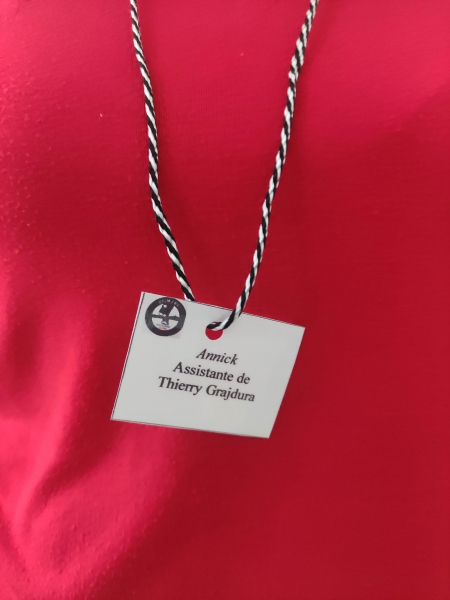 Annick
Assistante de
Thierry Grajdura